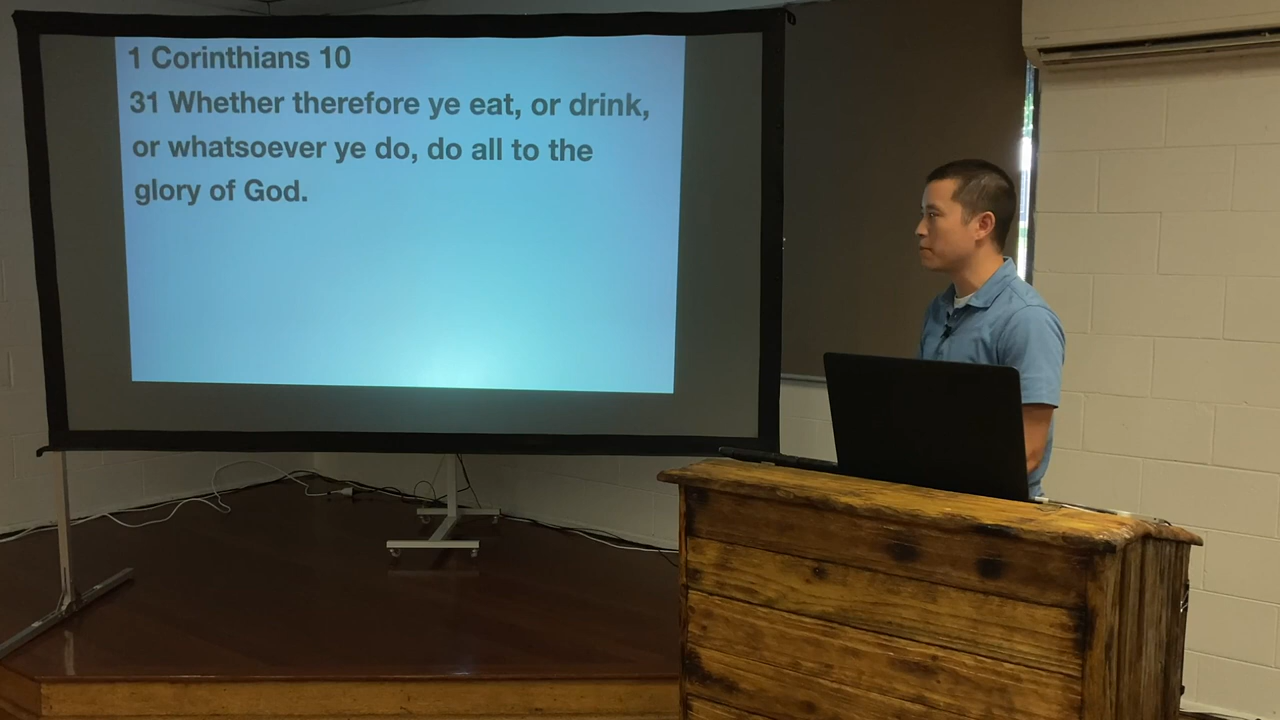 1 Corinthians 10
31 Whether therefore ye eat, or drink,
or whatsoever ye do, do all to the
glory of God.